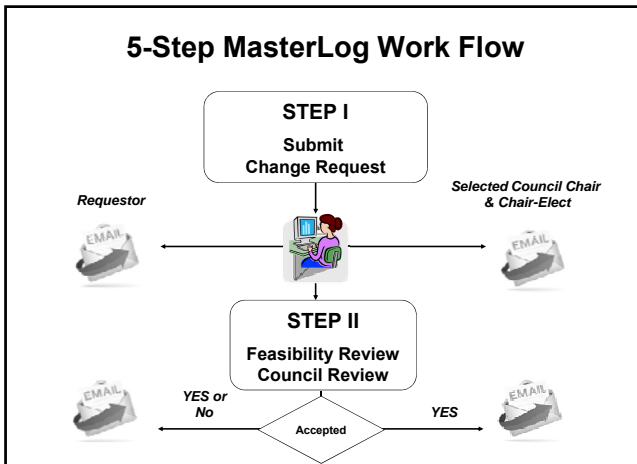 5-Step MasterLog Work Flow
STEP I
Submit
Change Request
Requestor
Selected Council Chair
& Chair-Elect
EMAIL
EMAIL
STEP II
Feasibility Review
Council Review
YES or
No
YES
Accepted
EMAIL
EMAIL